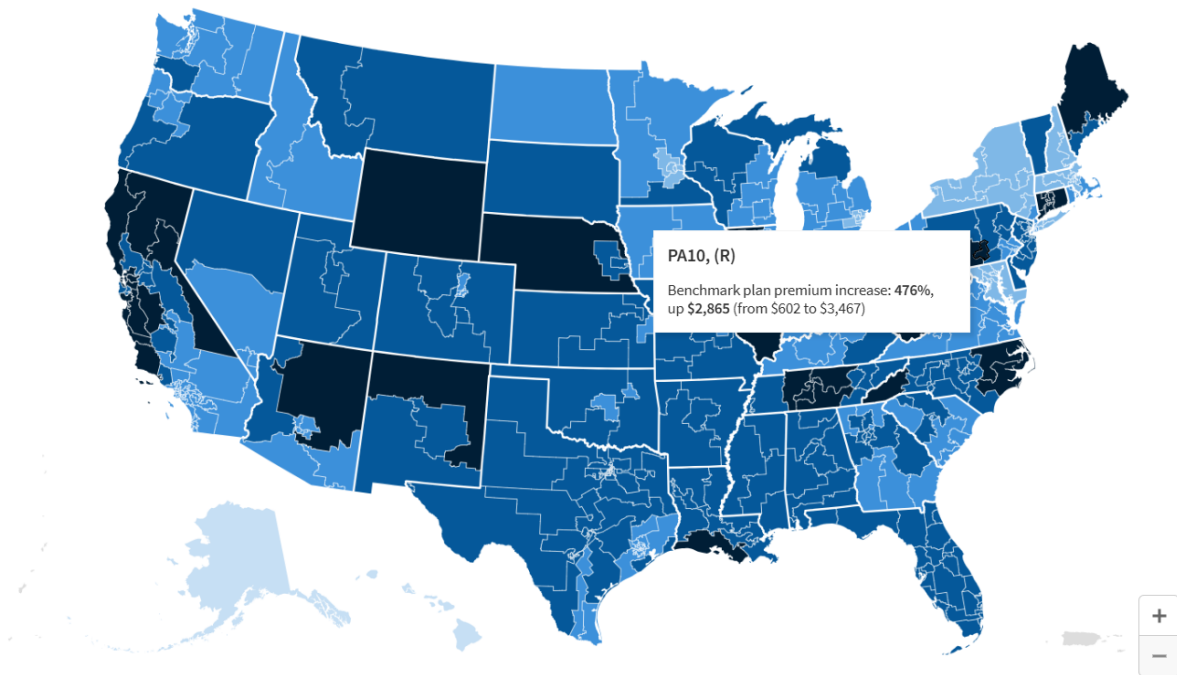 PA10, (R)
Benchmark plan premium increase: 476%,
up $2,865 (from $602 to $3,467)
+
−